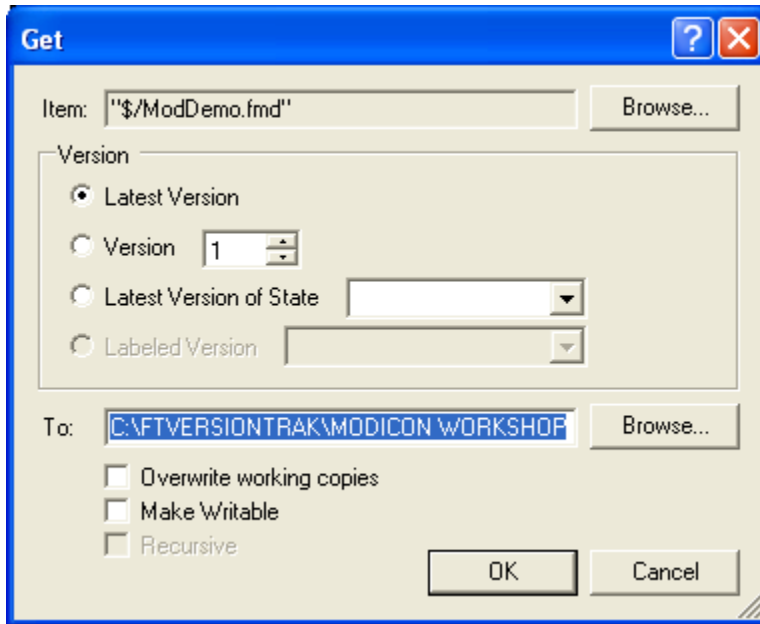 Get
Item: "$/ModDemo.fmd" Browse...
Version
Latest Version
Version 1
Latest Version of State
Labeled Version
To: C:\FTVERSIONTRAK\MODICON WORKSHOP Browse...
Overwrite working copies
Make Writable
Recursive
OK Cancel